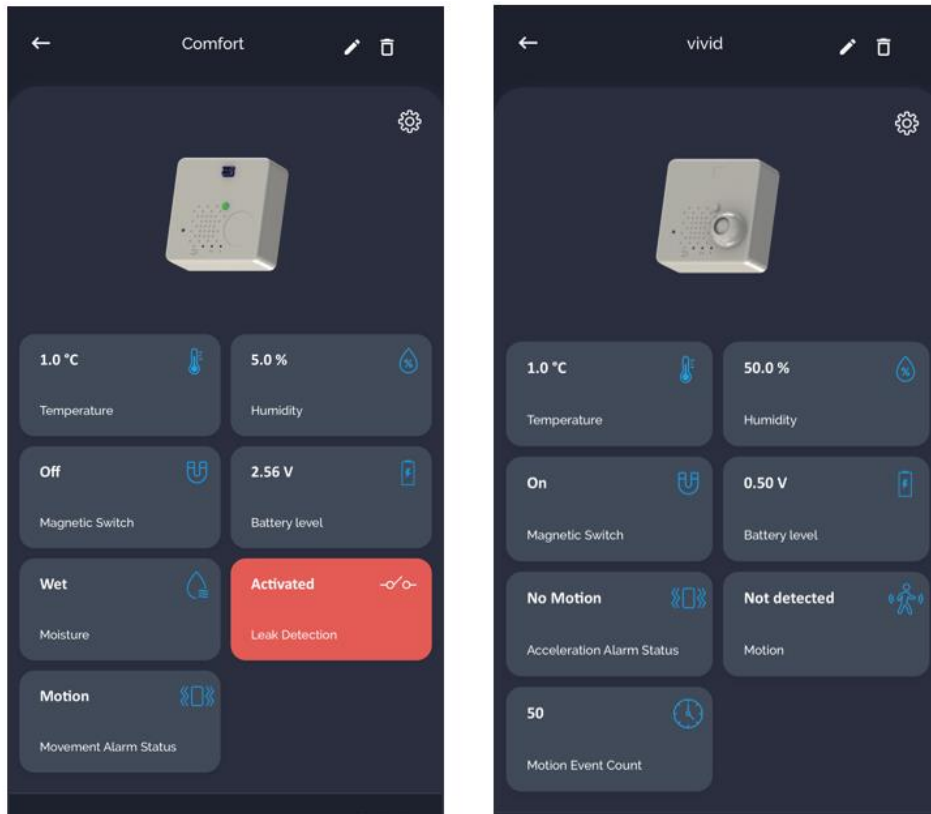 Comfort
1.0 °C
Temperature
5.0 %
Humidity
Off
Magnetic Switch
2.56 V
Battery level
Wet
Moisture
Activated
Leak Detection
Motion
Movement Alarm Status
vivid
1.0 °C
Temperature
50.0 %
Humidity
On
Magnetic Switch
0.50 V
Battery level
No Motion
Acceleration Alarm Status
Not detected
Motion
50
Motion Event Count